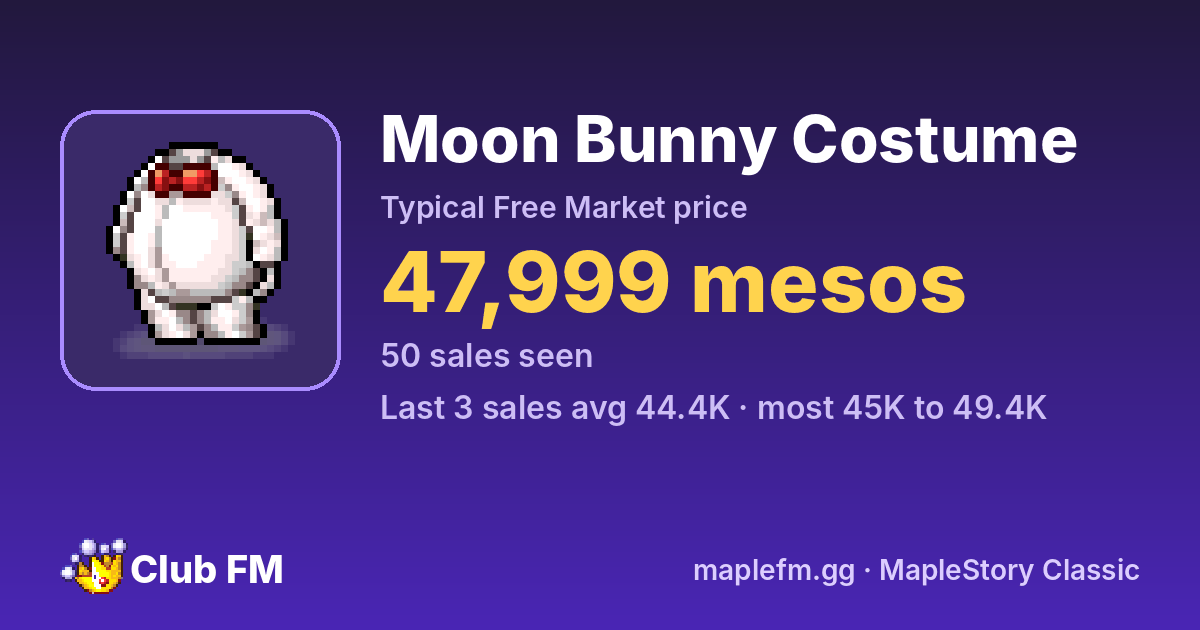 Moon Bunny Costume
Typical Free Market price
47,999 mesos
50 sales seen
Last 3 sales avg 44.4K · most 45K to 49.4K
Club FM
maplefm.gg · MapleStory Classic